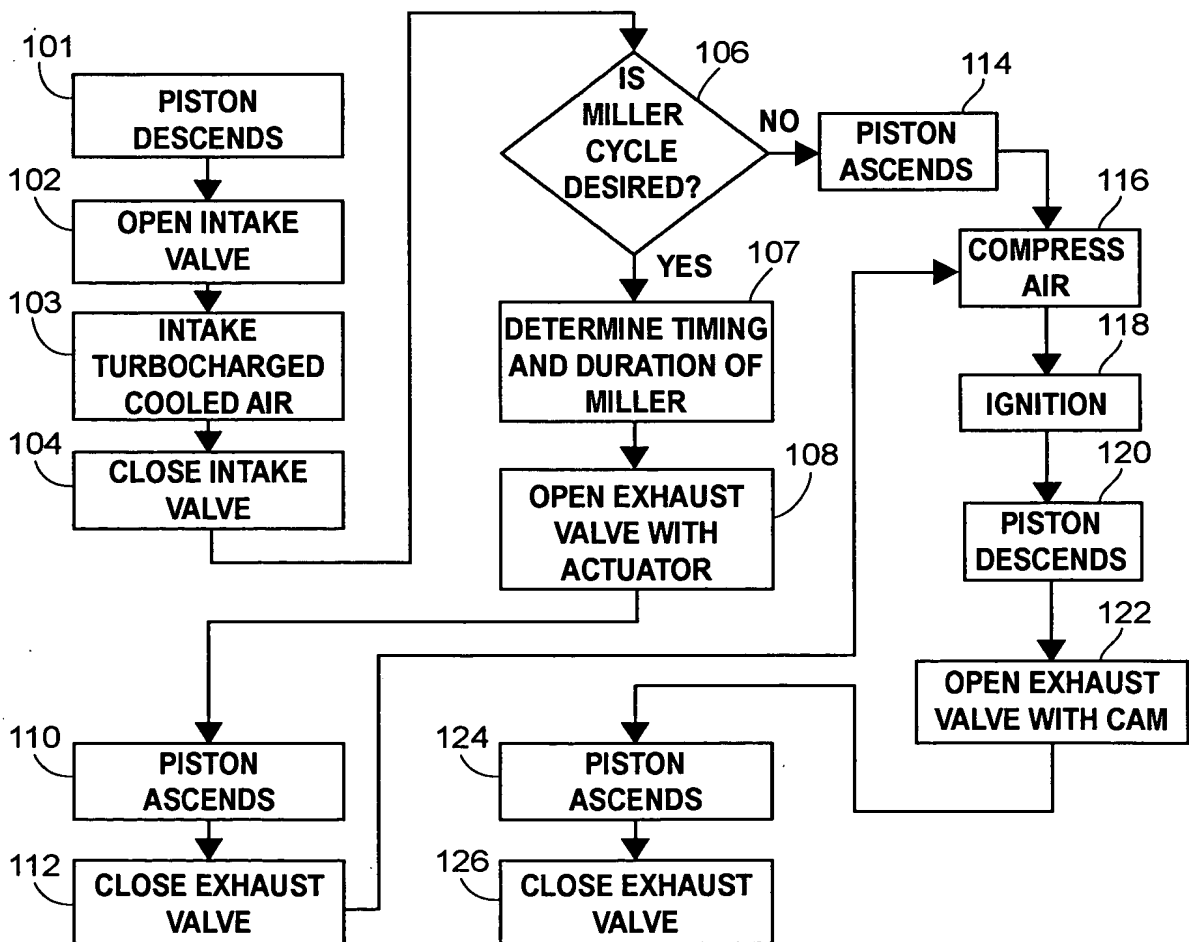 101
PISTON
DESCENDS
102
OPEN INTAKE
VALVE
103
INTAKE
TURBOCHARGED
COOLED AIR
104
CLOSE INTAKE
VALVE
106
IS
MILLER
CYCLE
DESIRED?
NO
YES
107
DETERMINE TIMING
AND DURATION OF
MILLER
108
OPEN EXHAUST
VALVE WITH
ACTUATOR
110
PISTON
ASCENDS
112
CLOSE EXHAUST
VALVE
114
PISTON
ASCENDS
116
COMPRESS
AIR
118
IGNITION
120
PISTON
DESCENDS
122
OPEN EXHAUST
VALVE WITH CAM
124
PISTON
ASCENDS
126
CLOSE EXHAUST
VALVE